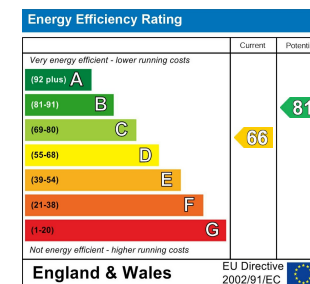 Energy Efficiency Rating
Current
Potenti
Very energy efficient - lower running costs
(92 plus) A
(81-91) B
81
(69-80) C
66
(55-68) D
(39-54) E
(21-38) F
(1-20) G
Not energy efficient - higher running costs
England & Wales
EU Directive
2002/91/EC